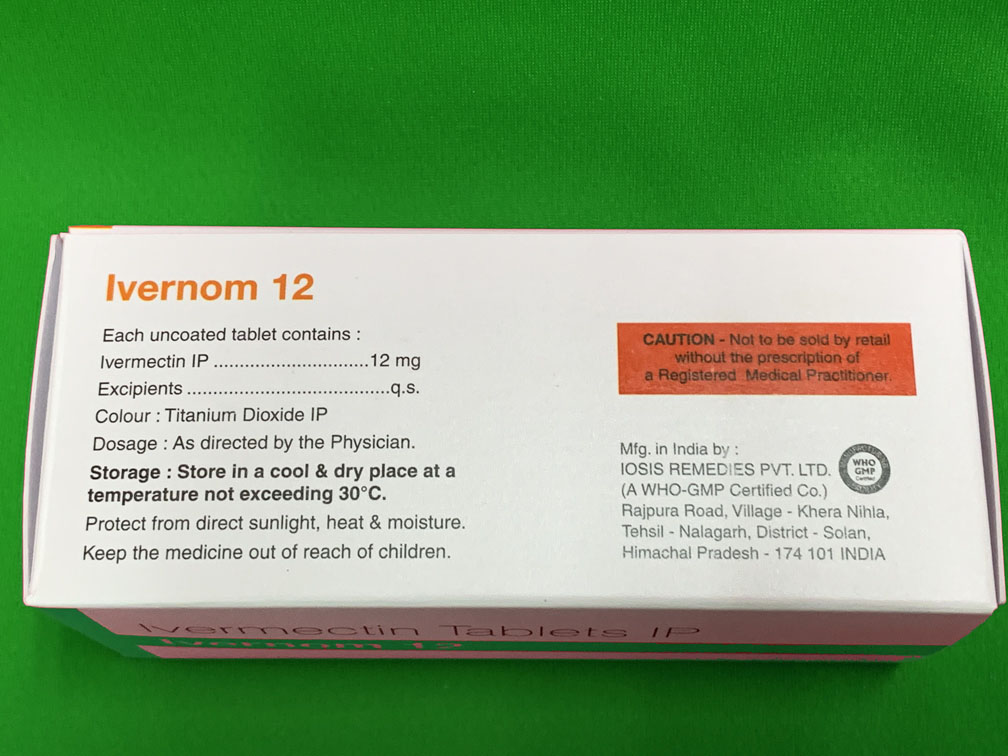 Ivernom 12
Each uncoated tablet contains :
Ivermectin IP ..............................12 mg
Excipients .......................................q.s.
Colour : Titanium Dioxide IP
Dosage : As directed by the Physician.
Storage : Store in a cool & dry place at a
temperature not exceeding 30°C.
Protect from direct sunlight, heat & moisture.
Keep the medicine out of reach of children.
CAUTION - Not to be sold by retail
without the prescription of
a Registered Medical Practitioner.
Mfg. in India by :
IOSIS REMEDIES PVT. LTD.
(A WHO-GMP Certified Co.)
Rajpura Road, Village - Khera Nihla,
Tehsil - Nalagarh, District - Solan,
Himachal Pradesh - 174 101 INDIA
WHO
GMP
Certified
Ivermectin Tablets IP
Ivernom 12